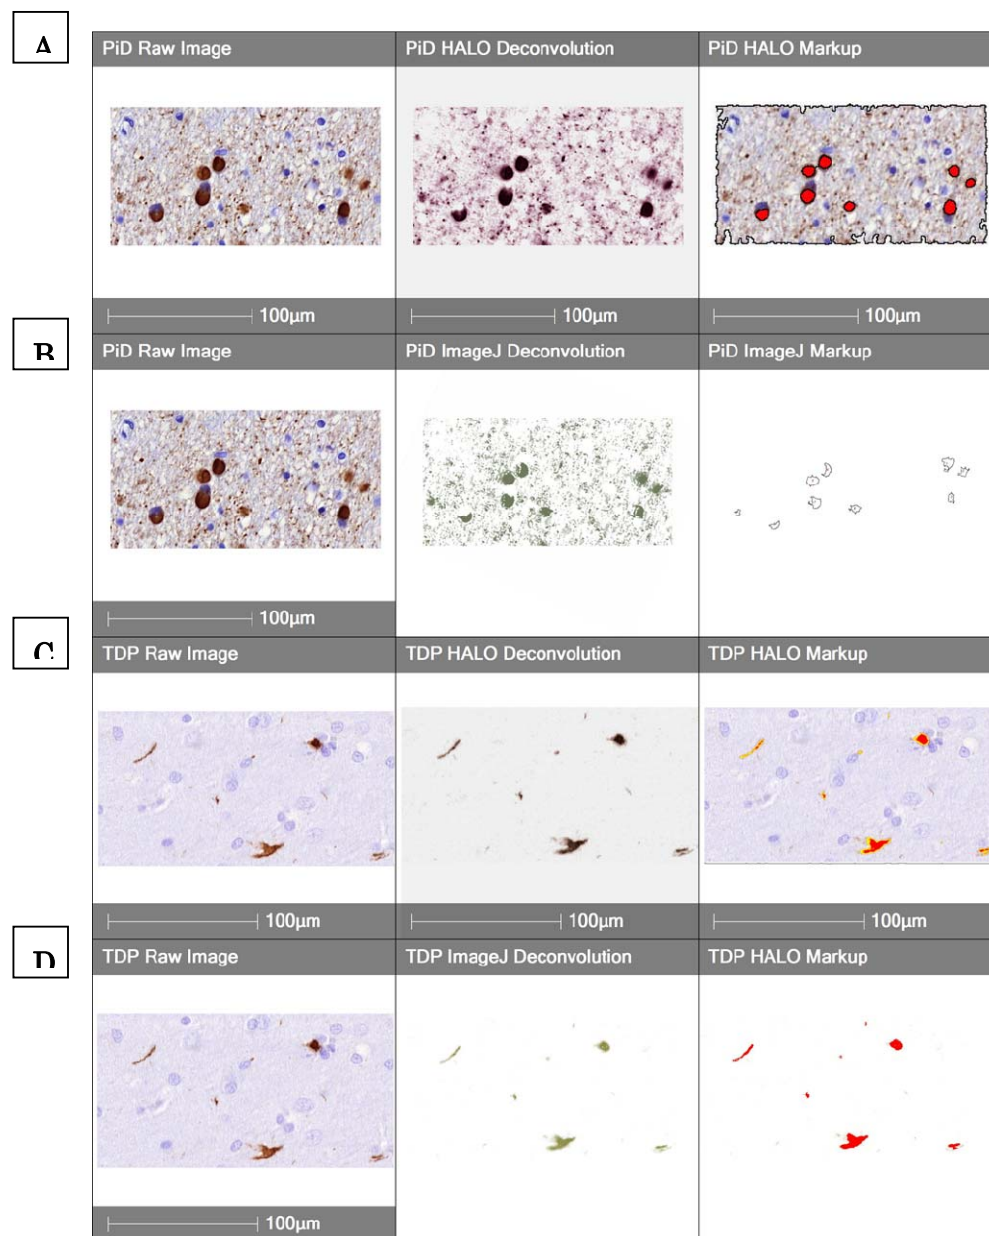 A
PiD Raw Image
PiD HALO Deconvolution
PiD HALO Markup
100µm
100µm
100µm
B
PiD Raw Image
PiD ImageJ Deconvolution
PiD ImageJ Markup
100µm
C
TDP Raw Image
TDP HALO Deconvolution
TDP HALO Markup
100µm
100µm
100µm
D
TDP Raw Image
TDP ImageJ Deconvolution
TDP HALO Markup
100µm